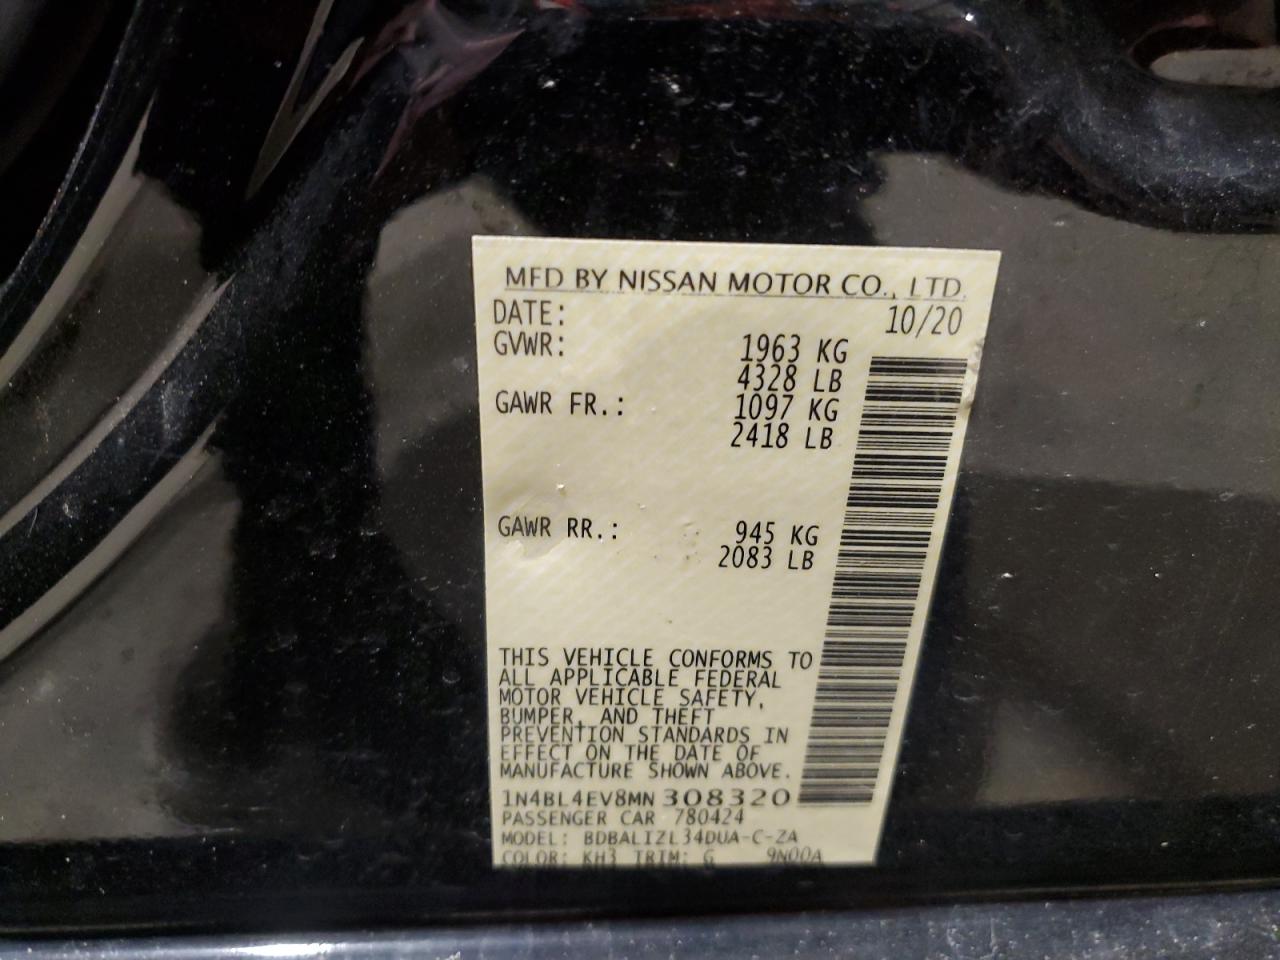 MFD BY NISSAN MOTOR CO., LTD.
DATE: 10/20
GVWR: 1963 KG
4328 LB
GAWR FR.: 1097 KG
2418 LB
GAWR RR.: 945 KG
2083 LB
THIS VEHICLE CONFORMS TO
ALL APPLICABLE FEDERAL
MOTOR VEHICLE SAFETY,
BUMPER, AND THEFT
PREVENTION STANDARDS IN
EFFECT ON THE DATE OF
MANUFACTURE SHOWN ABOVE.
1N4BL4EV8MN308320
PASSENGER CAR 780424
MODEL: BDBALIZL34DUA-C-ZA
COLOR: KH3 TRIM: G 9N00A